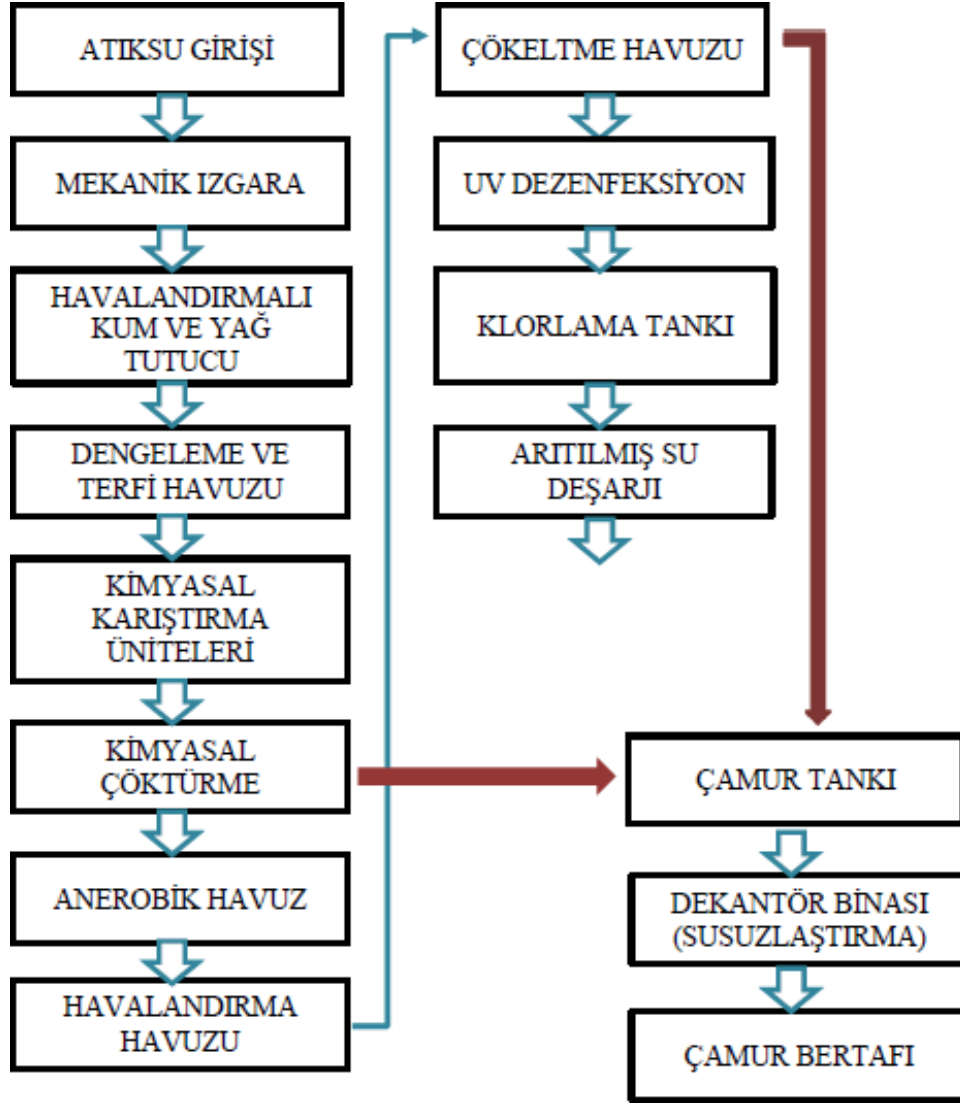 ATIKSU GİRİŞİ
MEKANİK IZGARA
HAVALANDIRMALI
KUM VE YAĞ
TUTUCU
DENGELEME VE
TERFİ HAVUZU
KİMYASAL
KARIŞTIRMA
ÜNİTELERİ
KİMYASAL
ÇÖKTÜRME
ANEROBİK HAVUZ
HAVALANDIRMA
HAVUZU
ÇÖKELTME HAVUZU
UV DEZENFEKSİYON
KLORLAMA TANKI
ARITILMIŞ SU
DEŞARJI
ÇAMUR TANKI
DEKANTÖR BİNASI
(SUSUZLAŞTIRMA)
ÇAMUR BERTAFI